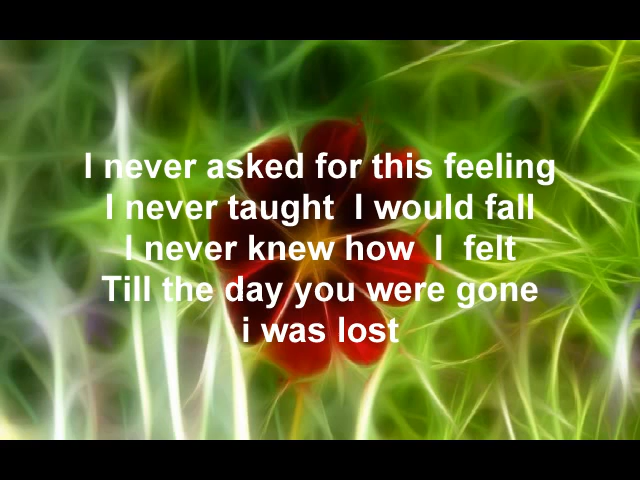 I never asked for this feeling
I never taught  I would fall
I never knew how  I  felt
Till the day you were gone
i was lost